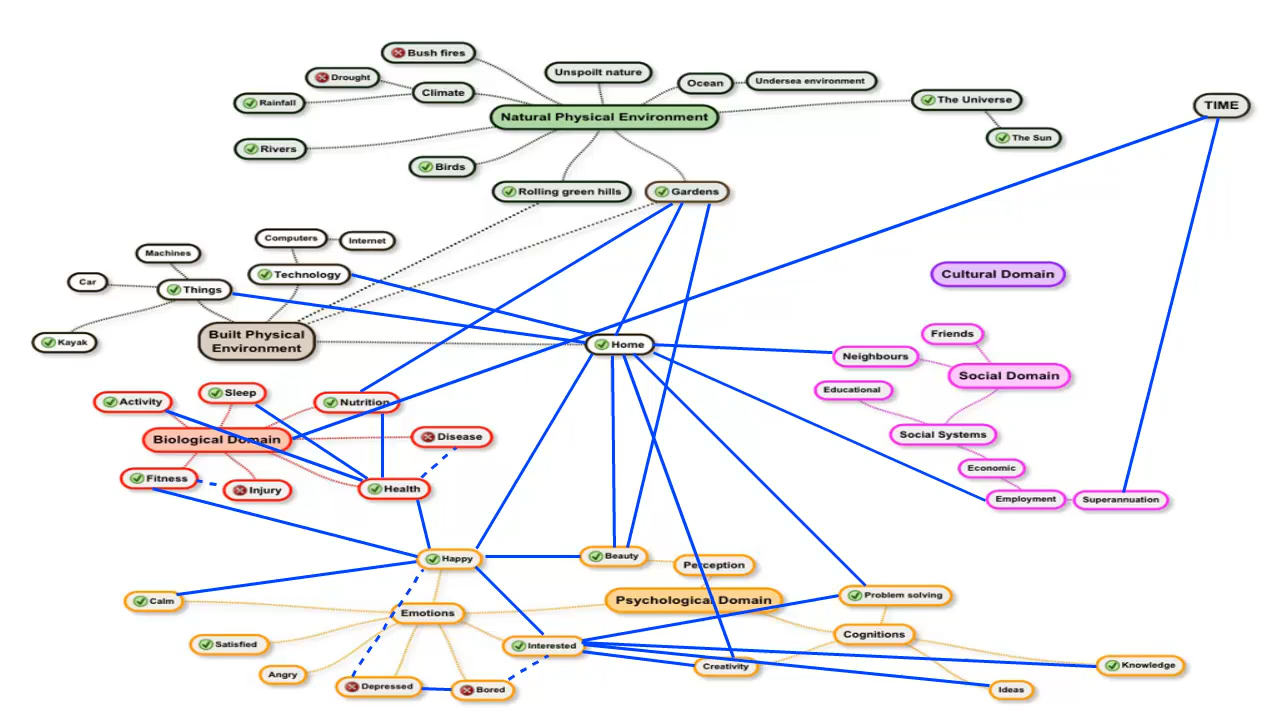 Bush fires
Unspoilt nature
Drought
Ocean
Undersea environment
Climate
Rainfall
The Universe
TIME
Natural Physical Environment
The Sun
Rivers
Birds
Rolling green hills
Gardens
Computers
Internet
Machines
Technology
Cultural Domain
Car
Things
Friends
Built Physical
Environment
Kayak
Home
Neighbours
Social Domain
Educational
Sleep
Activity
Nutrition
Biological Domain
Disease
Social Systems
Economic
Fitness
Injury
Health
Employment
Superannuation
Happy
Beauty
Perception
Calm
Psychological Domain
Problem solving
Emotions
Cognitions
Satisfied
Interested
Creativity
Knowledge
Angry
Depressed
Bored
Ideas